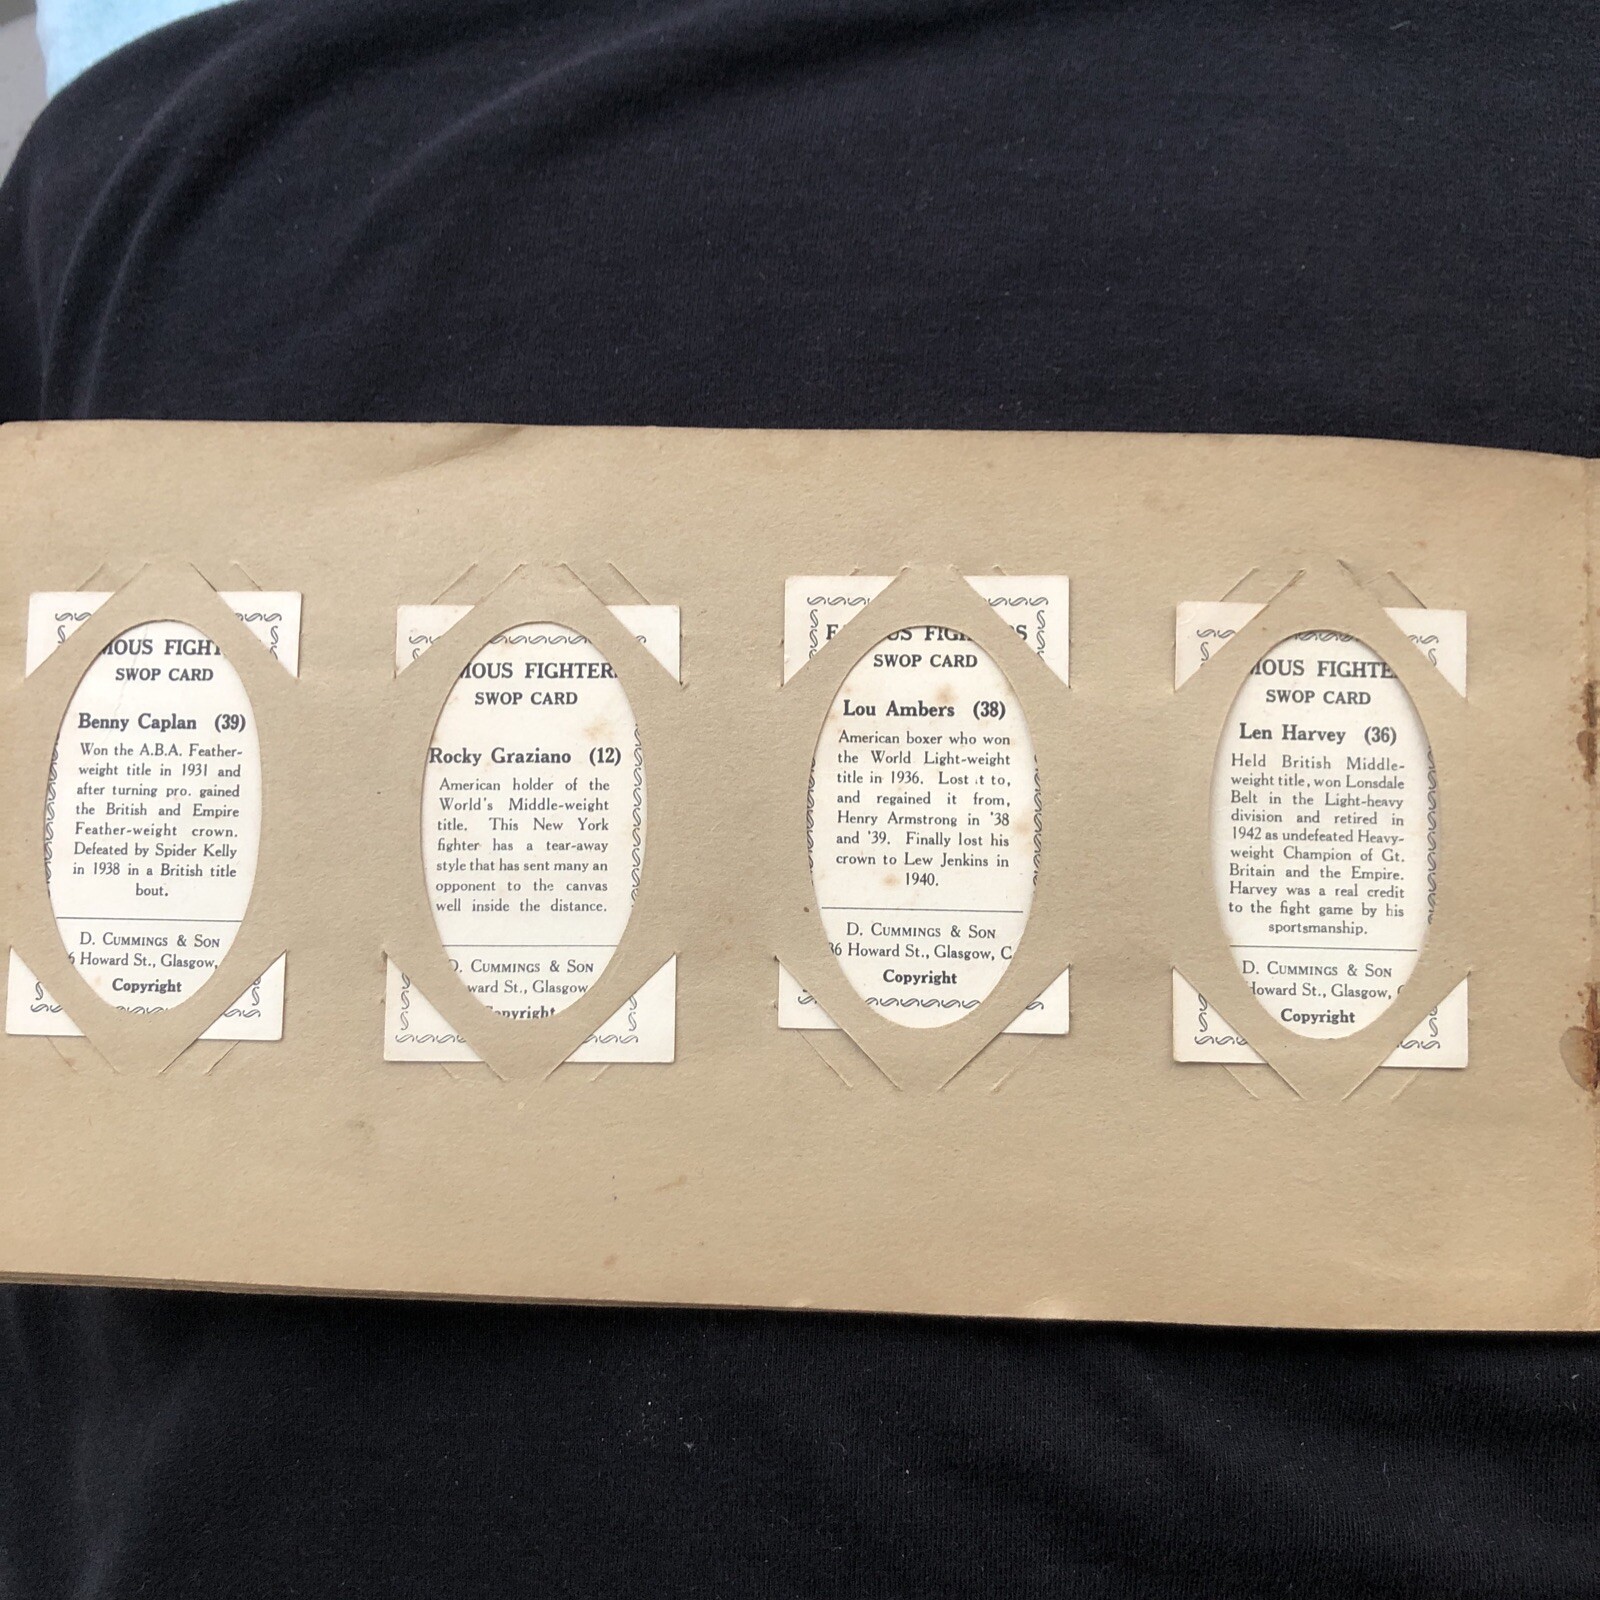 MOUS FIGHT
SWOP CARD
Benny Caplan (39)
Won the A.B.A. Feather-
weight title in 1931 and
after turning pro. gained
the British and Empire
Feather-weight crown.
Defeated by Spider Kelly
in 1938 in a British title
bout.
D. CUMMINGS & SON
6 Howard St., Glasgow,
Copyright
MOUS FIGHTER
SWOP CARD
Rocky Graziano (12)
American holder of the
World's Middle-weight
title. This New York
fighter has a tear-away
style that has sent many an
opponent to the canvas
well inside the distance.
D. CUMMINGS & SON
ward St., Glasgow
Copyright
F US FIGH RS
SWOP CARD
Lou Ambers (38)
American boxer who won
the World Light-weight
title in 1936. Lost it to,
and regained it from,
Henry Armstrong in '38
and '39. Finally lost his
crown to Lew Jenkins in
1940.
D. CUMMINGS & SON
36 Howard St., Glasgow, C
Copyright
MOUS FIGHTE
SWOP CARD
Len Harvey (36)
Held British Middle-
weight title, won Lonsdale
Belt in the Light-heavy
division and retired in
1942 as undefeated Heavy-
weight Champion of Gt.
Britain and the Empire.
Harvey was a real credit
to the fight game by his
sportsmanship.
D. CUMMINGS & SON
Howard St., Glasgow, C
Copyright